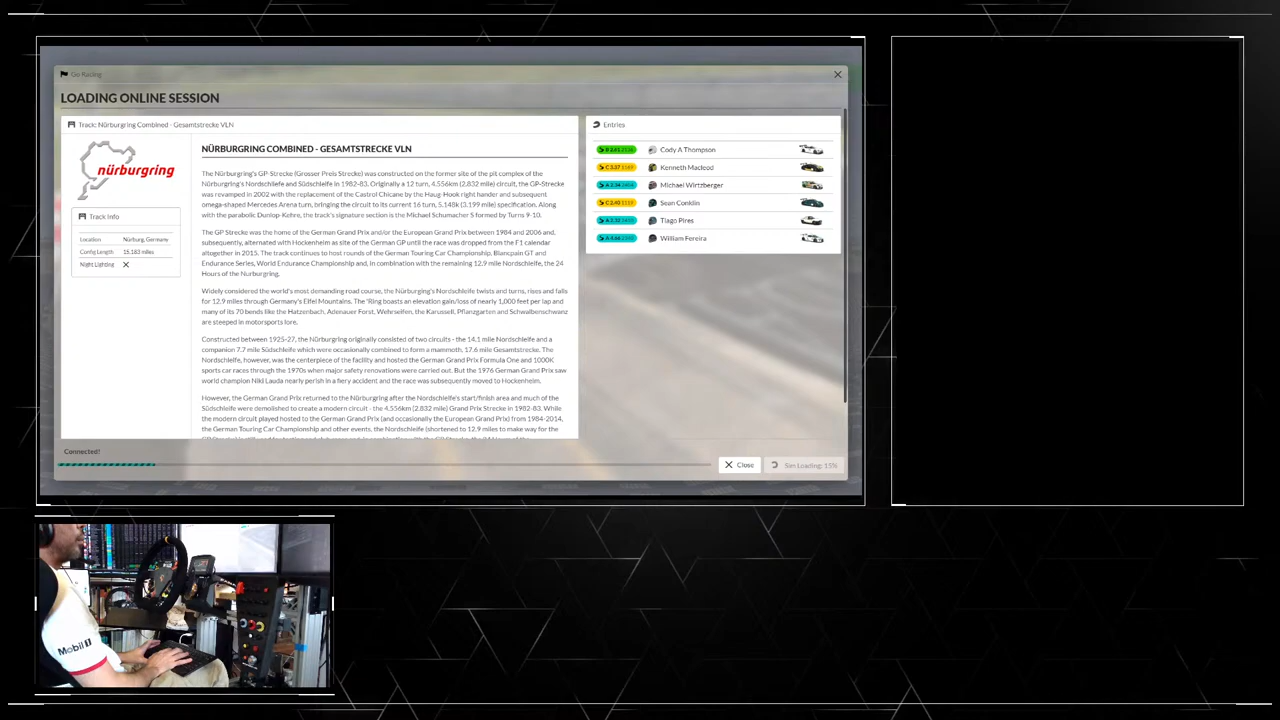 Go Racing
LOADING ONLINE SESSION
Track: Nürburgring Combined - Gesamtstrecke VLN
nürburgring
Track Info
Location Nürburg, Germany
Config Length 15.183 miles
Night Lighting
NÜRBURGRING COMBINED - GESAMTSTRECKE VLN
The Nürburgring's GP-Strecke (Grosser Preis Strecke) was constructed on the former site of the pit complex of the
Nürburgring's Nordschleife and Südschleife in 1982-83. Originally a 12 turn, 4.556km (2.832 mile) circuit, the GP-Strecke
was revamped in 2002 with the replacement of the Castrol Chicane by the Haug-Hook right hander and subsequent
omega-shaped Mercedes Arena turn, bringing the circuit to its current 16 turn, 5.148k (3.199 mile) specification. Along
with the parabolic Dunlop-Kehre, the track's signature section is the Michael Schumacher S formed by Turns 9-10.
The GP Strecke was the home of the German Grand Prix and/or the European Grand Prix between 1984 and 2006 and,
subsequently, alternated with Hockenheim as site of the German GP until the race was dropped from the F1 calendar
altogether in 2015. The track continues to host rounds of the German Touring Car Championship, Blancpain GT and
Endurance Series, World Endurance Championship and, in combination with the remaining 12.9 mile Nordschleife, the 24
Hours of the Nurburgring.
Widely considered the world's most demanding road course, the Nürburgring's Nordschleife twists and turns, rises and falls
for 12.9 miles through Germany's Eifel Mountains. The 'Ring boasts an elevation gain/loss of nearly 1,000 feet per lap and
many of its 70 bends like the Hatzenbach, Adenauer Forst, Wehrseifen, the Karussell, Pflanzgarten and Schwalbenschwanz
are steeped in motorsports lore.
Constructed between 1925-27, the Nürburgring originally consisted of two circuits - the 14.1 mile Nordschleife and a
companion 7.7 mile Südschleife which were occasionally combined to form a mammoth, 17.6 mile Gesamtstrecke. The
Nordschleife, however, was the centerpiece of the facility and hosted the German Grand Prix Formula One and 1000K
sports car races through the 1970s when major safety renovations were carried out. But the 1976 German Grand Prix saw
world champion Niki Lauda nearly perish in a fiery accident and the race was subsequently moved to Hockenheim.
However, the German Grand Prix returned to the Nürburgring after the Nordschleife's start/finish area and much of the
Südschleife were demolished to create a modern circuit - the 4.556km (2.832 mile) Grand Prix Strecke in 1982-83. While
the modern circuit played hosted to the German Grand Prix (and occasionally the European Grand Prix) from 1984-2014,
the German Touring Car Championship and other events, the Nordschleife (shortened to 12.9 miles to make way for the
Entries
Cody A Thompson
Kenneth Macleod
Michael Wirtzberger
Sean Conklin
Tiago Pires
William Fereira
Connected!
Close
Sim Loading: 15%
Mobil 1